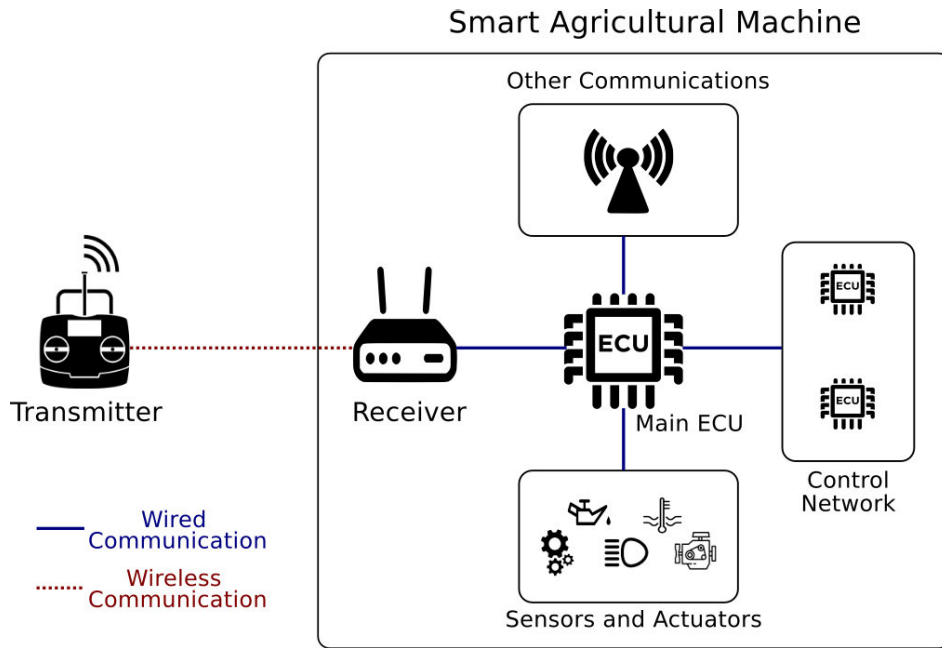 Smart Agricultural Machine
Other Communications
ECU
ECU
ECU
Transmitter
Receiver
Main ECU
Control
Network
Wired
Communication
Wireless
Communication
Sensors and Actuators